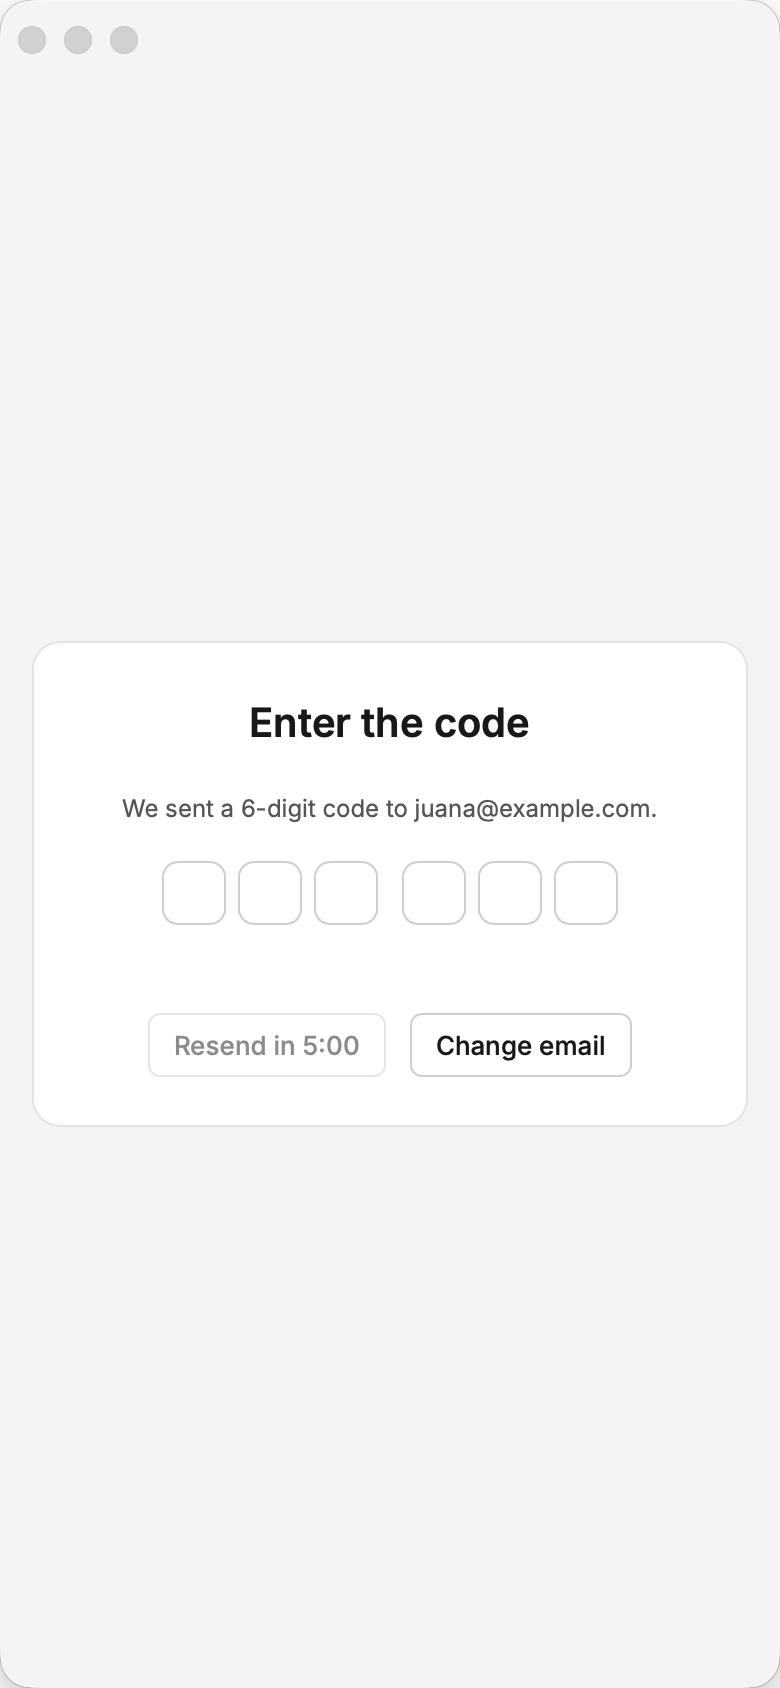 Enter the code
We sent a 6-digit code to juana@example.com.
Resend in 5:00
Change email